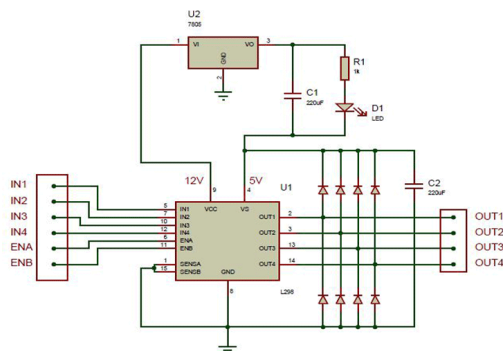 U2
7805
1 VI VO 3
GND
2
R1
1k
C1
220uF
D1
LED
12V 5V
9 4
U1
C2
220uF
IN1
IN2
IN3
IN4
ENA
ENB
5 IN1 VCC VS
7 IN2 OUT1 2
10 IN3 OUT2 3
12 IN4
6 ENA OUT3 13
11 ENB
1 SENSA OUT4 14
15 SENSB GND
8
L298
OUT1
OUT2
OUT3
OUT4